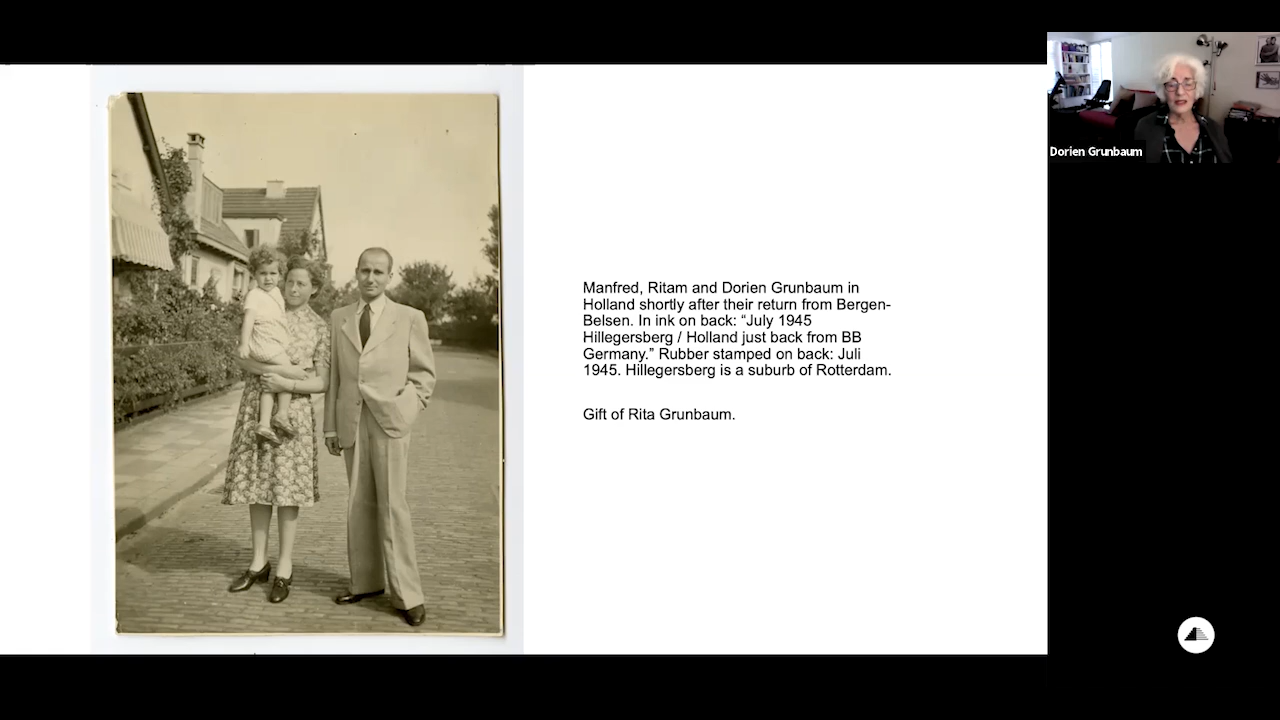 Manfred, Ritam and Dorien Grunbaum in
Holland shortly after their return from Bergen-
Belsen. In ink on back: “July 1945
Hillegersberg / Holland just back from BB
Germany.” Rubber stamped on back: Juli
1945. Hillegersberg is a suburb of Rotterdam.
Gift of Rita Grunbaum.
Dorien Grunbaum